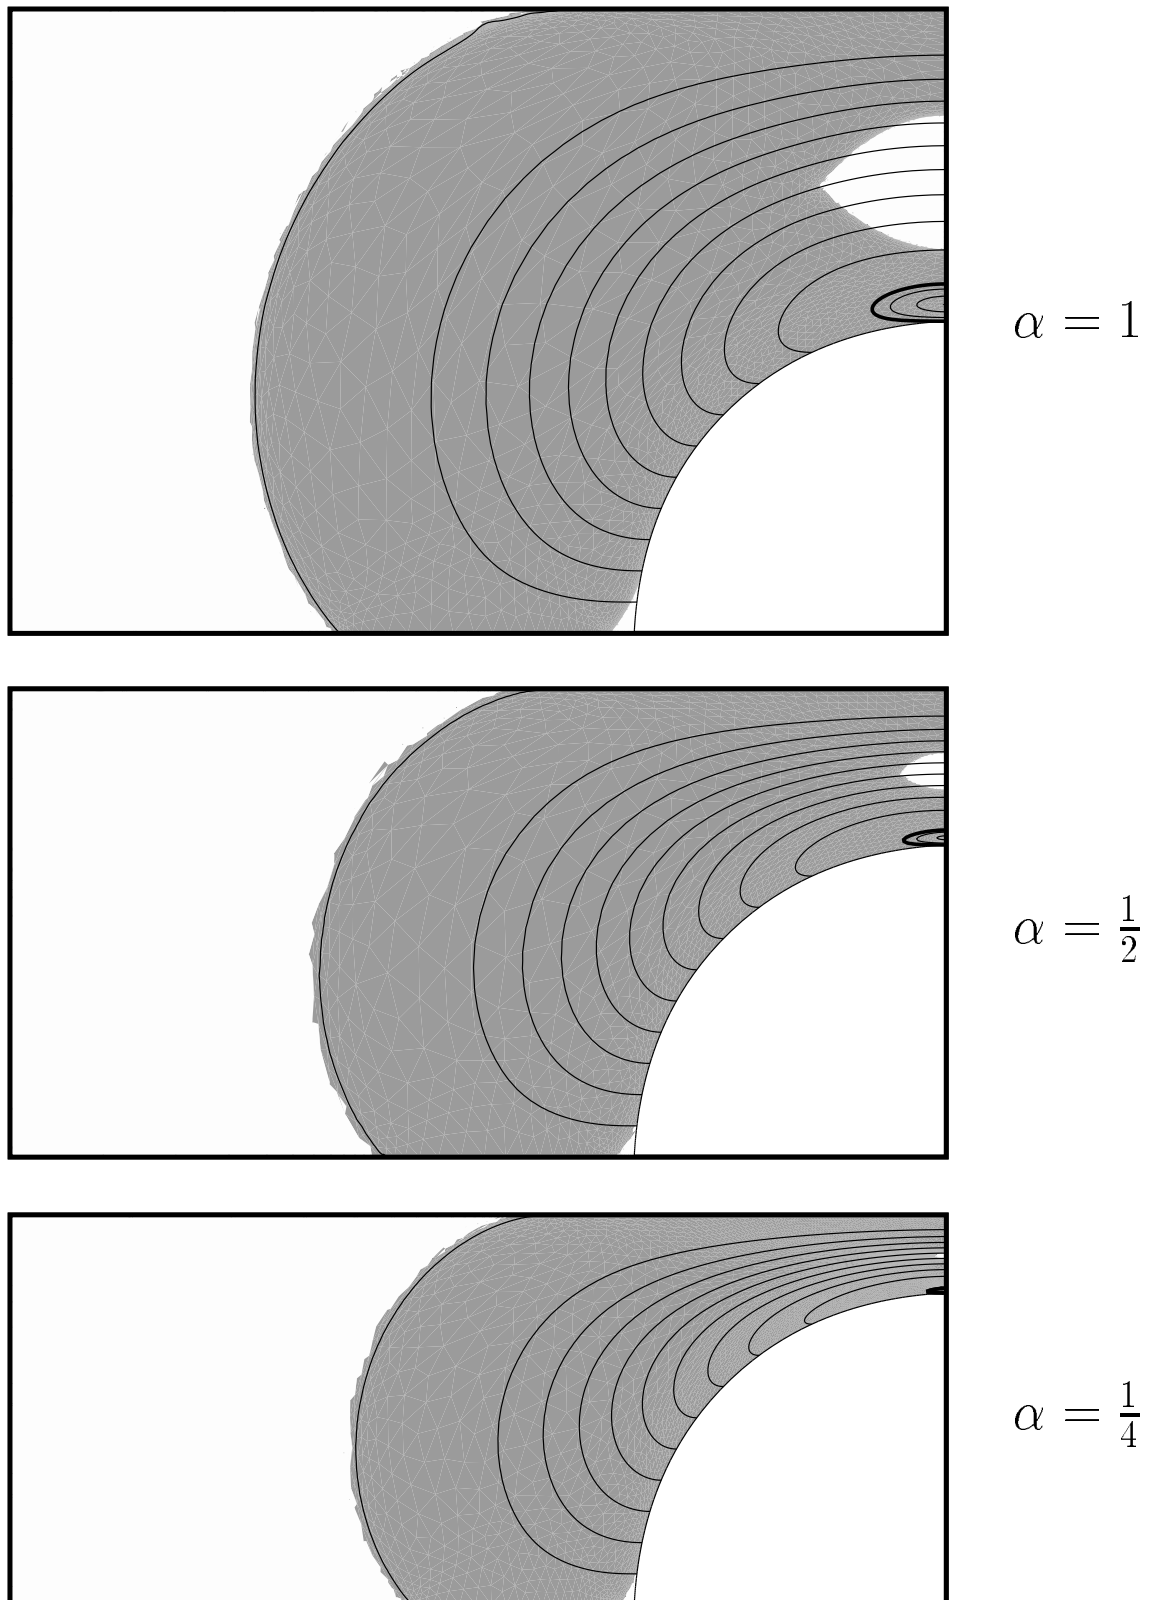 α = 1
α = 1/2
α = 1/4